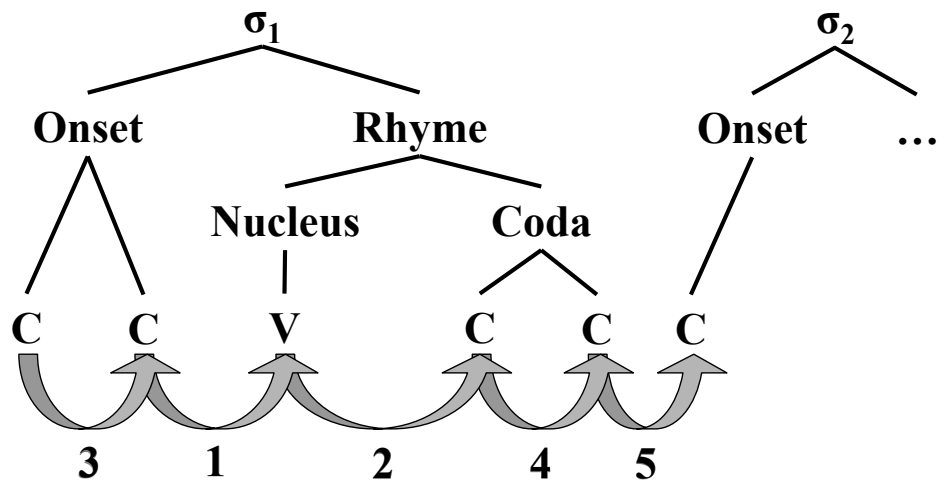 σ₁ σ₂
Onset Rhyme Onset ...
Nucleus Coda
C C V C C C
3 1 2 4 5